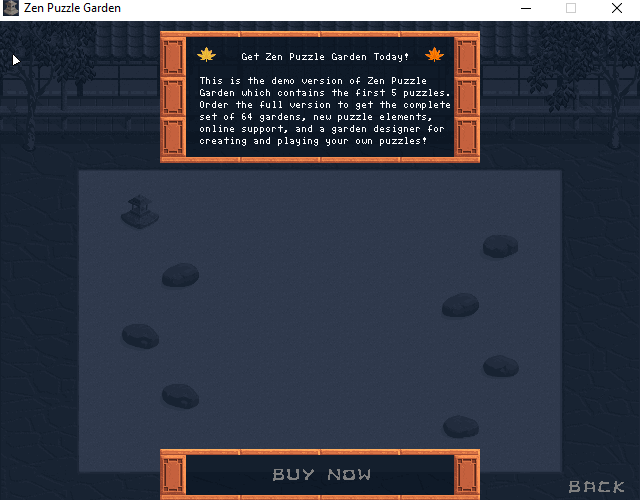 Zen Puzzle Garden
Get Zen Puzzle Garden Today!
This is the demo version of Zen Puzzle
Garden which contains the first 5 puzzles.
Order the full version to get the complete
set of 64 gardens, new puzzle elements,
online support, and a garden designer for
creating and playing your own puzzles!
BUY NOW
BACK